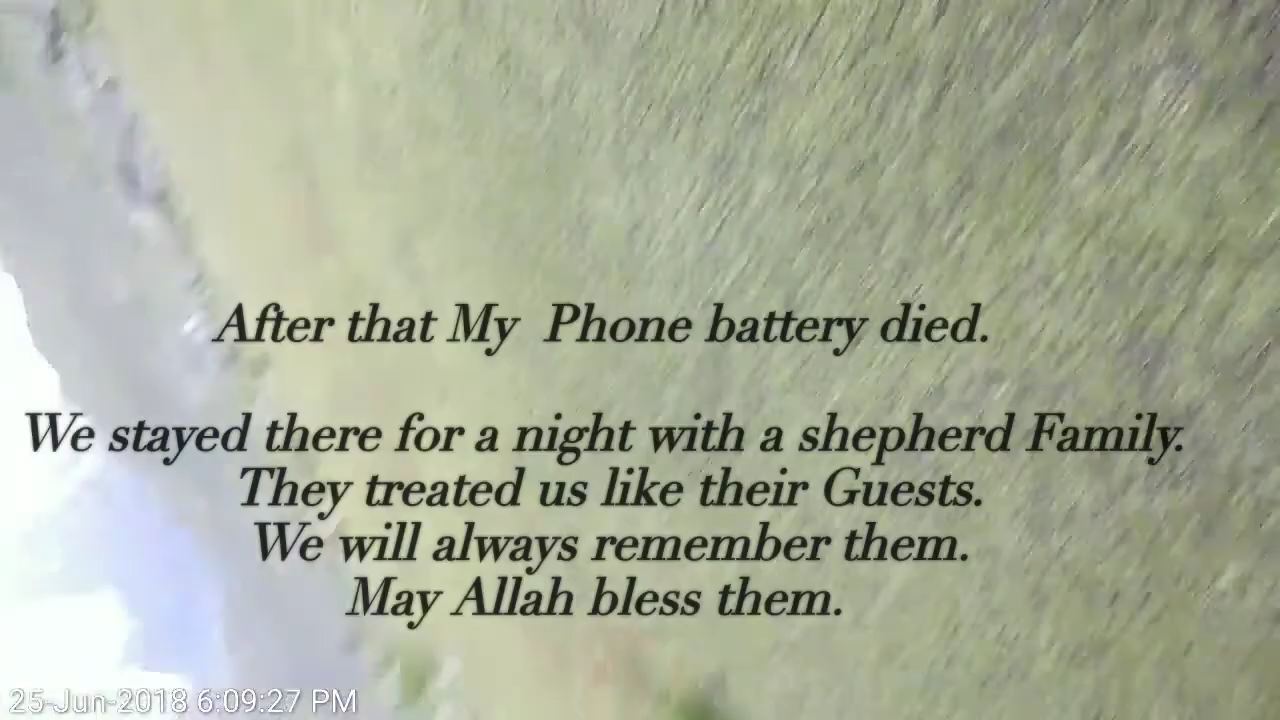 After that My Phone battery died.
We stayed there for a night with a shepherd Family.
They treated us like their Guests.
We will always remember them.
May Allah bless them.
25-Jun-2018 6:09:27 PM